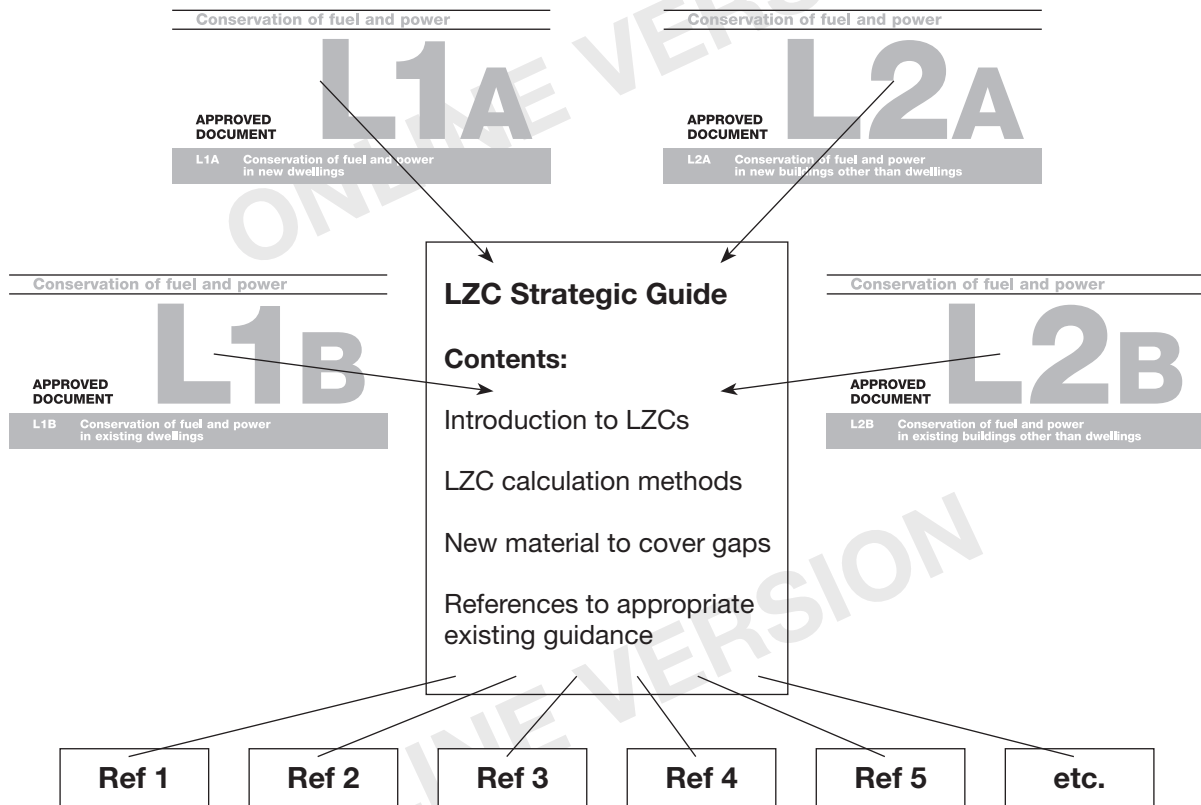 Conservation of fuel and power
L1A
APPROVED
DOCUMENT
L1A Conservation of fuel and power
in new dwellings
Conservation of fuel and power
L2A
APPROVED
DOCUMENT
L2A Conservation of fuel and power
in new buildings other than dwellings
ONLINE VERSION
Conservation of fuel and power
L1B
APPROVED
DOCUMENT
L1B Conservation of fuel and power
in existing dwellings
LZC Strategic Guide
Contents:
Introduction to LZCs
LZC calculation methods
New material to cover gaps
References to appropriate
existing guidance
Conservation of fuel and power
L2B
APPROVED
DOCUMENT
L2B Conservation of fuel and power
in existing buildings other than dwellings
ONLINE VERSION
Ref 1
Ref 2
Ref 3
Ref 4
Ref 5
etc.